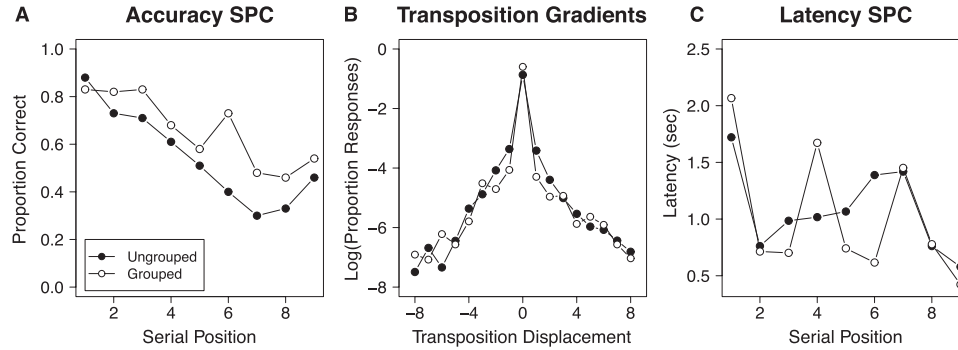 A Accuracy SPC
Proportion Correct
1.0
0.8
0.6
0.4
0.2
0.0
Ungrouped
Grouped
2 4 6 8
Serial Position
B Transposition Gradients
Log(Proportion Responses)
0
−2
−4
−6
−8
−8 −4 0 4 8
Transposition Displacement
C Latency SPC
Latency (sec)
2.5
2.0
1.5
1.0
0.5
2 4 6 8
Serial Position